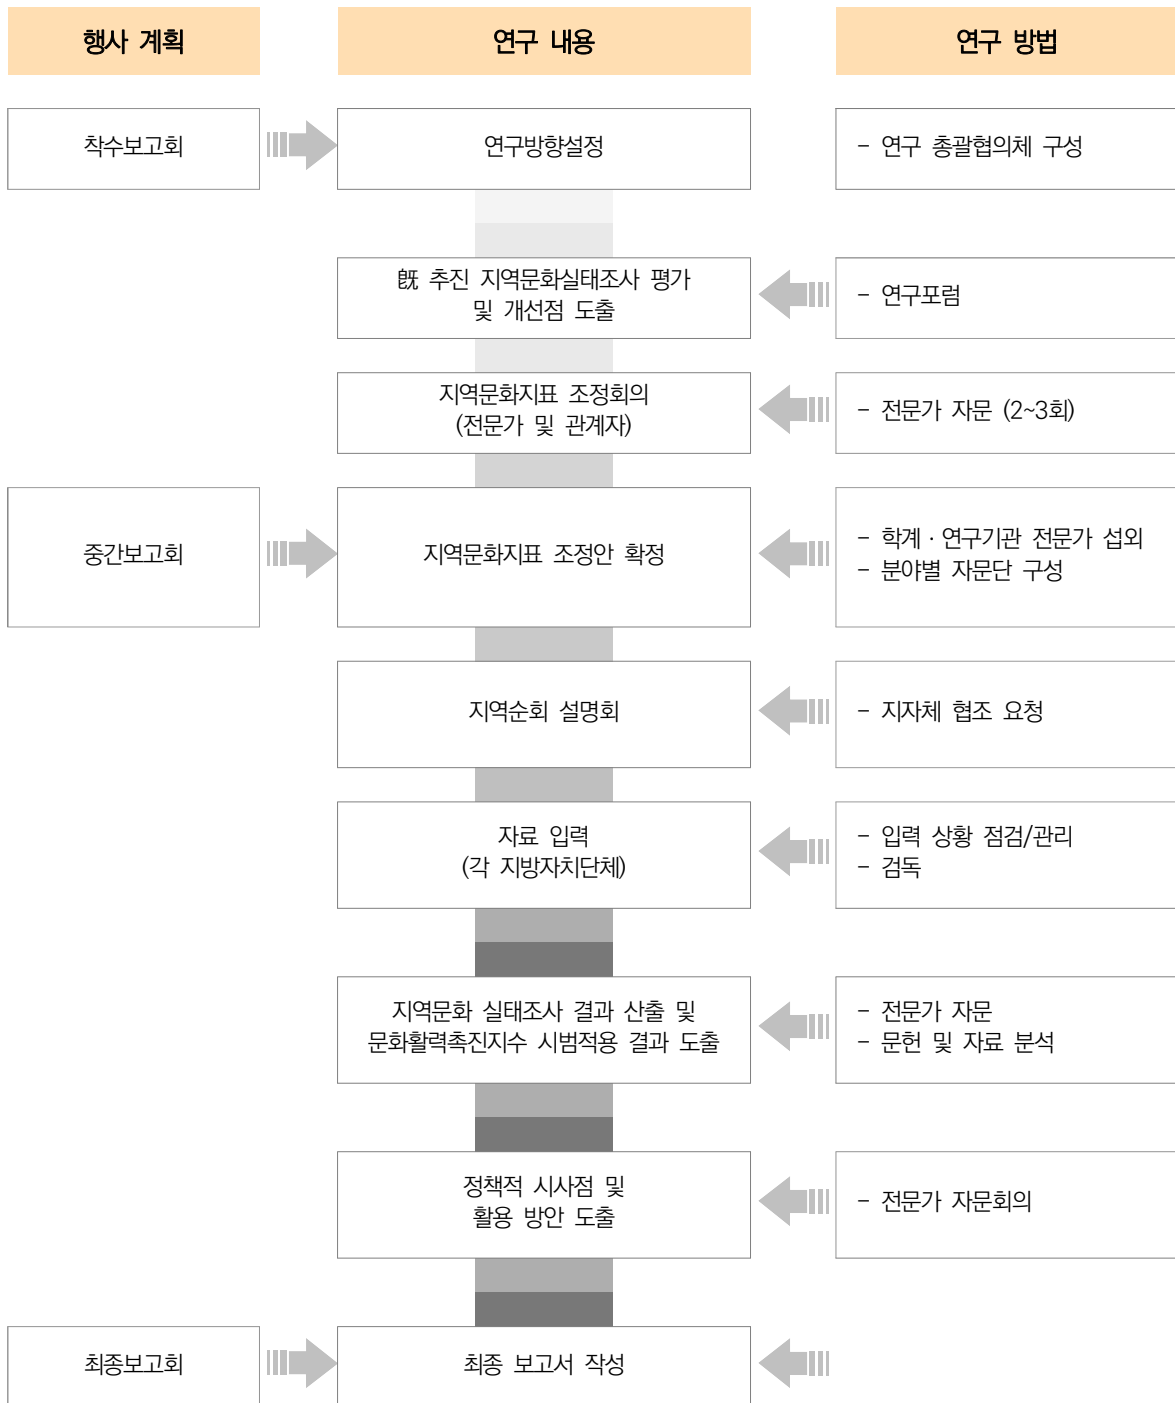 행사 계획
연구 내용
연구 방법
착수보고회
연구방향설정
- 연구 총괄협의체 구성
旣 추진 지역문화실태조사 평가
및 개선점 도출
- 연구포럼
지역문화지표 조정회의
(전문가 및 관계자)
- 전문가 자문 (2~3회)
중간보고회
지역문화지표 조정안 확정
- 학계·연구기관 전문가 섭외
- 분야별 자문단 구성
지역순회 설명회
- 지자체 협조 요청
자료 입력
(각 지방자치단체)
- 입력 상황 점검/관리
- 검독
지역문화 실태조사 결과 산출 및
문화활력촉진지수 시범적용 결과 도출
- 전문가 자문
- 문헌 및 자료 분석
정책적 시사점 및
활용 방안 도출
- 전문가 자문회의
최종보고회
최종 보고서 작성